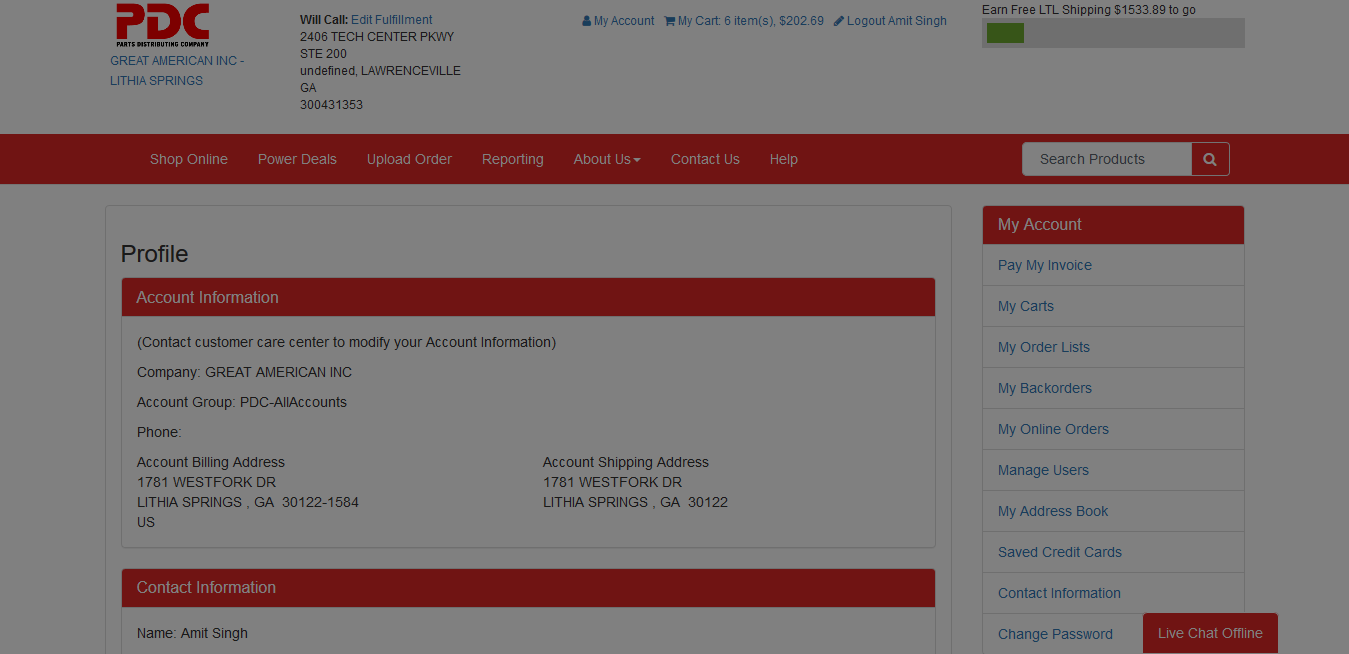 PDC
PARTS DISTRIBUTING COMPANY
GREAT AMERICAN INC -
LITHIA SPRINGS
Will Call: Edit Fulfillment
2406 TECH CENTER PKWY
STE 200
undefined, LAWRENCEVILLE
GA
300431353
My Account My Cart: 6 item(s), $202.69 Logout Amit Singh
Earn Free LTL Shipping $1533.89 to go
Shop Online Power Deals Upload Order Reporting About Us Contact Us Help
Search Products
Profile
Account Information
(Contact customer care center to modify your Account Information)
Company: GREAT AMERICAN INC
Account Group: PDC-AllAccounts
Phone:
Account Billing Address
1781 WESTFORK DR
LITHIA SPRINGS , GA 30122-1584
US
Account Shipping Address
1781 WESTFORK DR
LITHIA SPRINGS , GA 30122
Contact Information
Name: Amit Singh
My Account
Pay My Invoice
My Carts
My Order Lists
My Backorders
My Online Orders
Manage Users
My Address Book
Saved Credit Cards
Contact Information
Change Password
Live Chat Offline